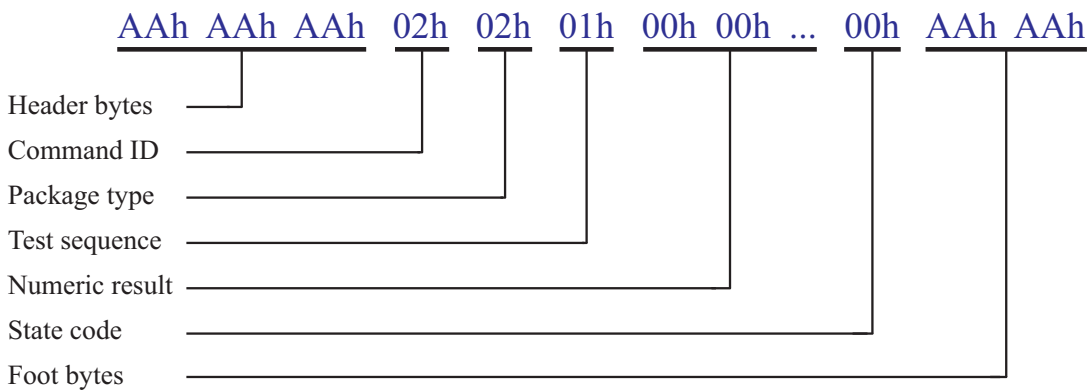 AAh AAh AAh 02h 02h 01h 00h 00h ... 00h AAh AAh
Header bytes
Command ID
Package type
Test sequence
Numeric result
State code
Foot bytes